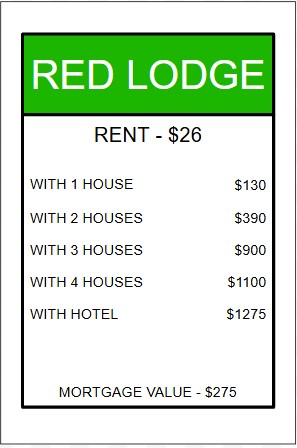 RED LODGE
RENT - $26
WITH 1 HOUSE $130
WITH 2 HOUSES $390
WITH 3 HOUSES $900
WITH 4 HOUSES $1100
WITH HOTEL $1275
MORTGAGE VALUE - $275